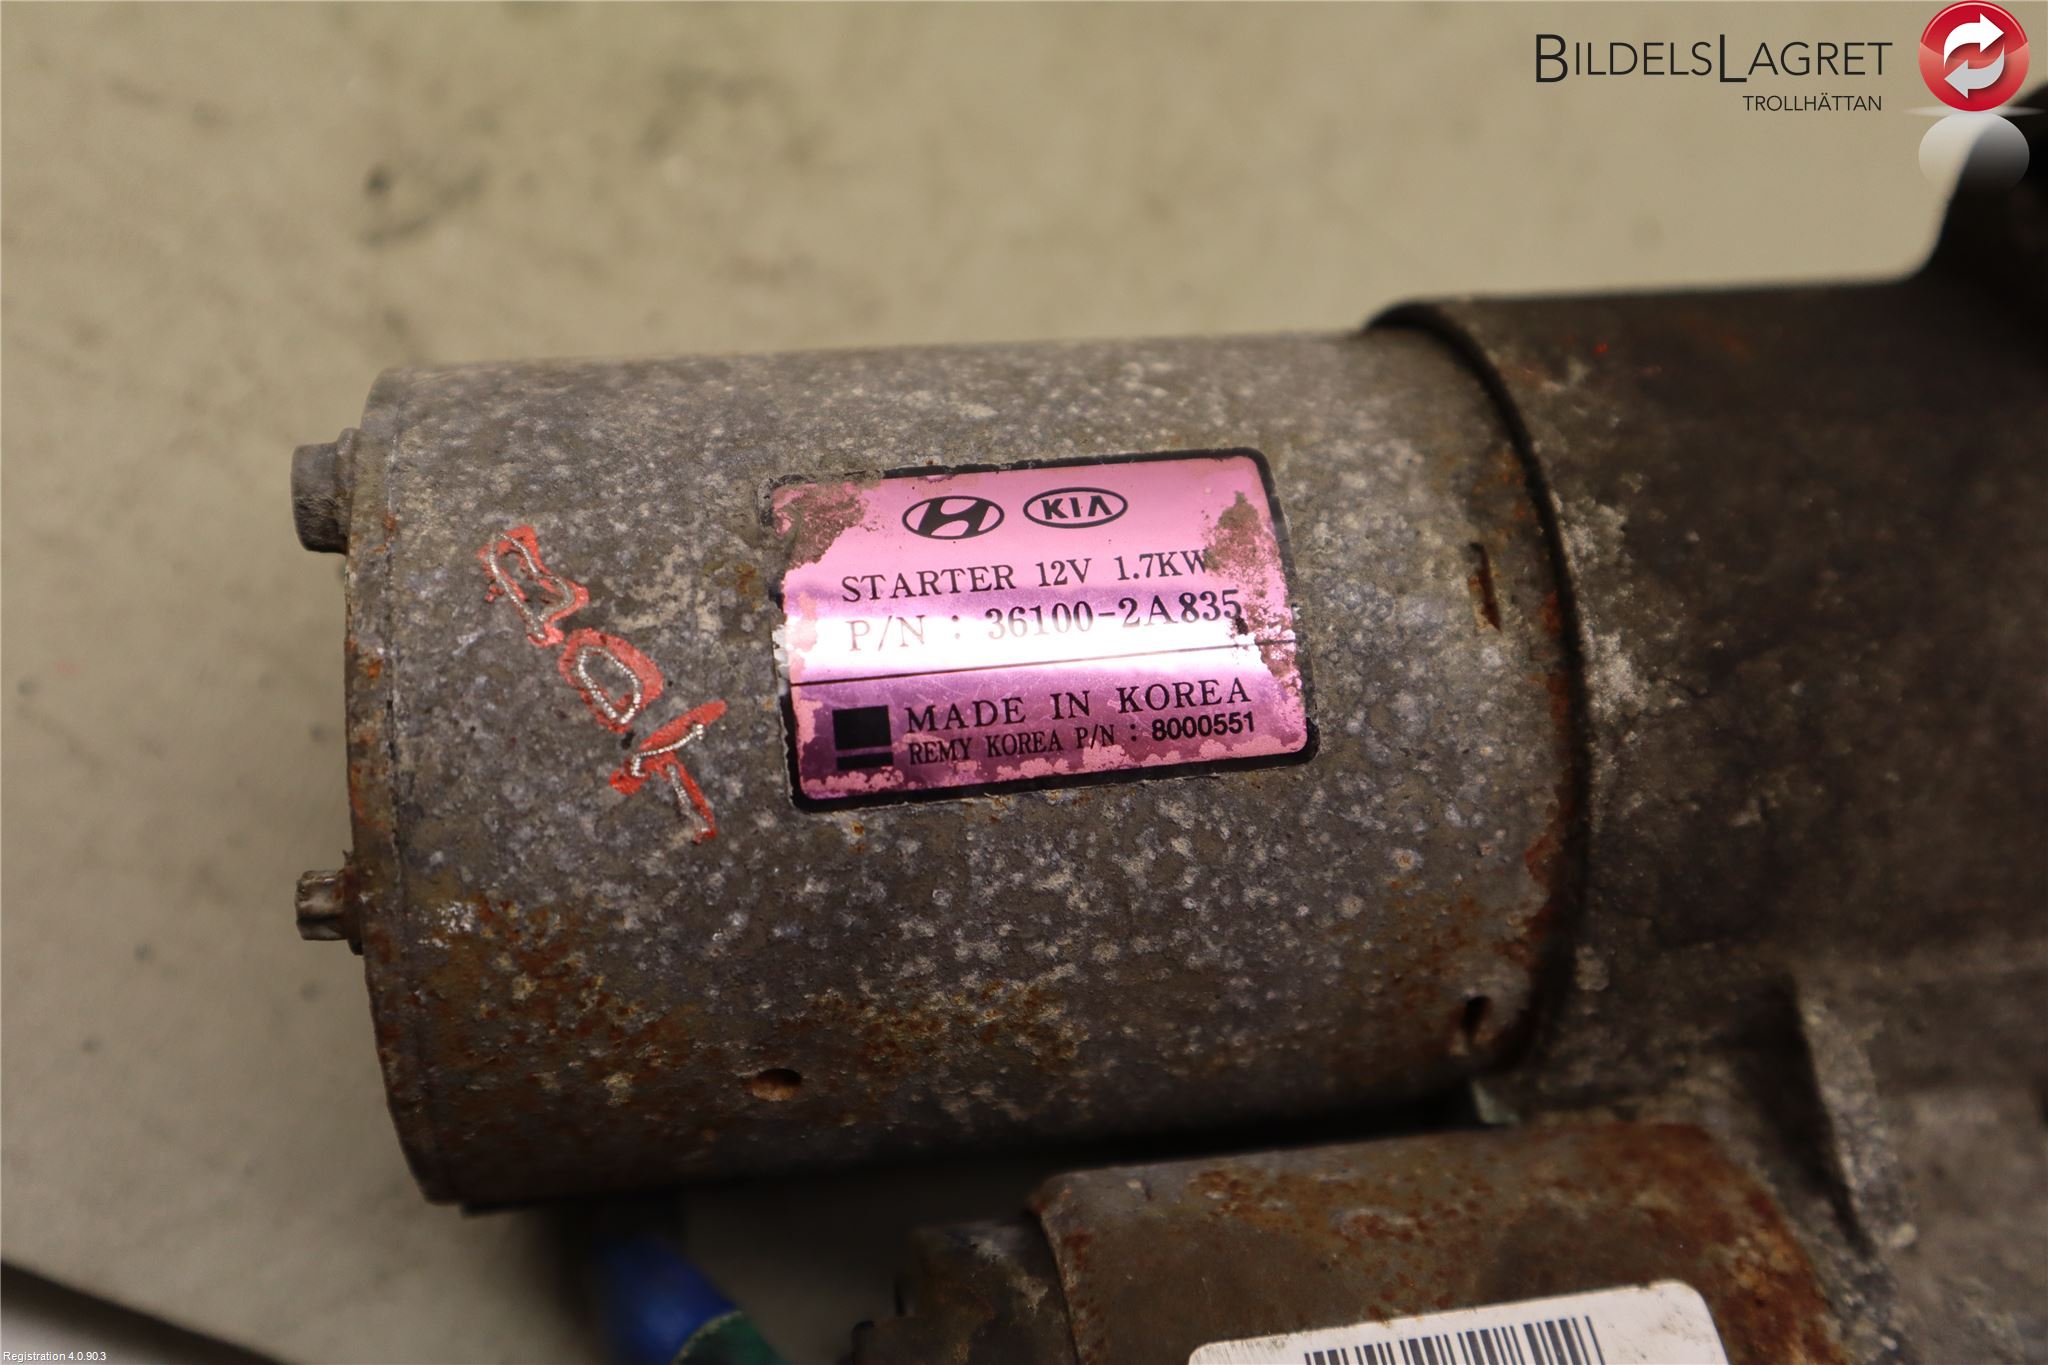 BILDELSLAGRET
TROLLHÄTTAN
KIA
STARTER 12V 1.7KW
P/N : 36100-2A835
MADE IN KOREA
REMY KOREA P/N : 8000551
Registration 4.0.90.3